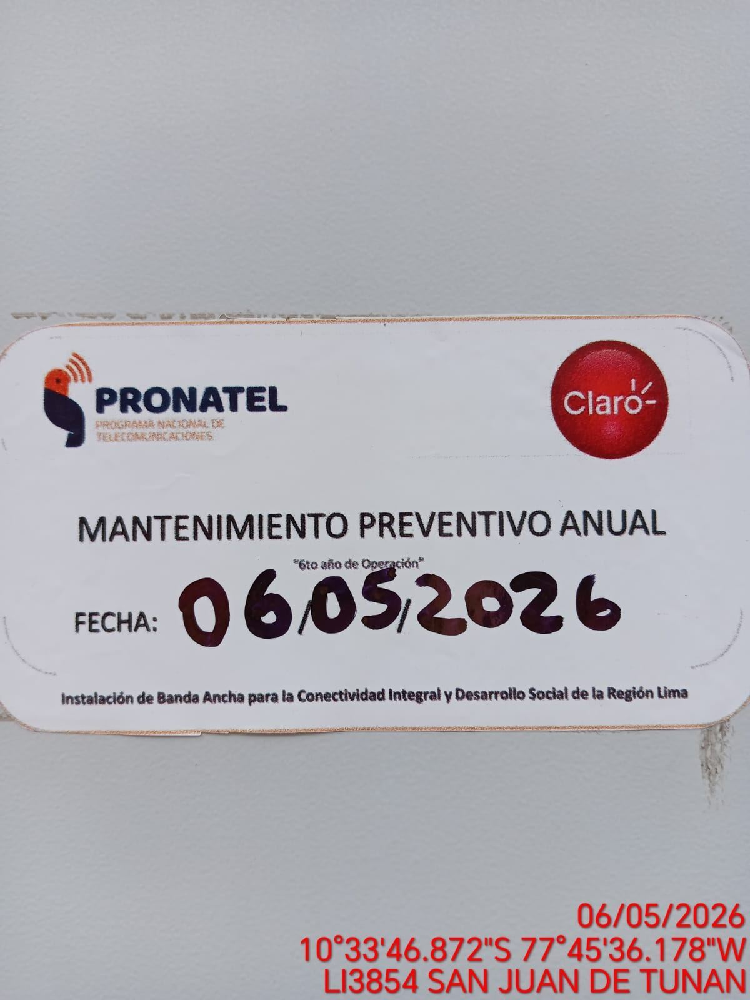 PRONATEL
PROGRAMA NACIONAL DE
TELECOMUNICACIONES
Claro
MANTENIMIENTO PREVENTIVO ANUAL
"6to año de Operación"
FECHA: 06/05/2026
Instalación de Banda Ancha para la Conectividad Integral y Desarrollo Social de la Región Lima
06/05/2026
10°33'46.872"S 77°45'36.178"W
LI3854 SAN JUAN DE TUNAN